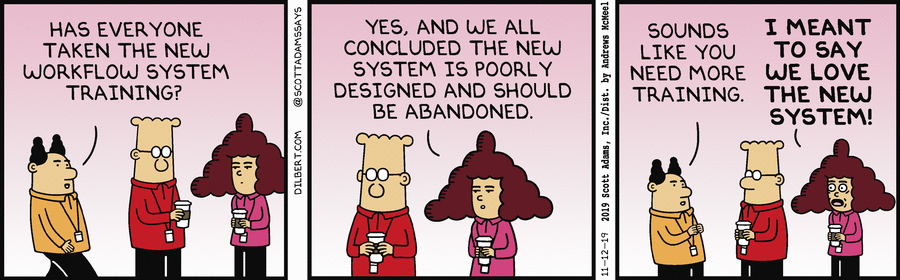 HAS EVERYONE
TAKEN THE NEW
WORKFLOW SYSTEM
TRAINING?
DILBERT.COM
@SCOTTADAMSSAYS
YES, AND WE ALL
CONCLUDED THE NEW
SYSTEM IS POORLY
DESIGNED AND SHOULD
BE ABANDONED.
11-12-19 2019 Scott Adams, Inc./Dist. by Andrews McMeel
SOUNDS
LIKE YOU
NEED MORE
TRAINING.
I MEANT
TO SAY
WE LOVE
THE NEW
SYSTEM!